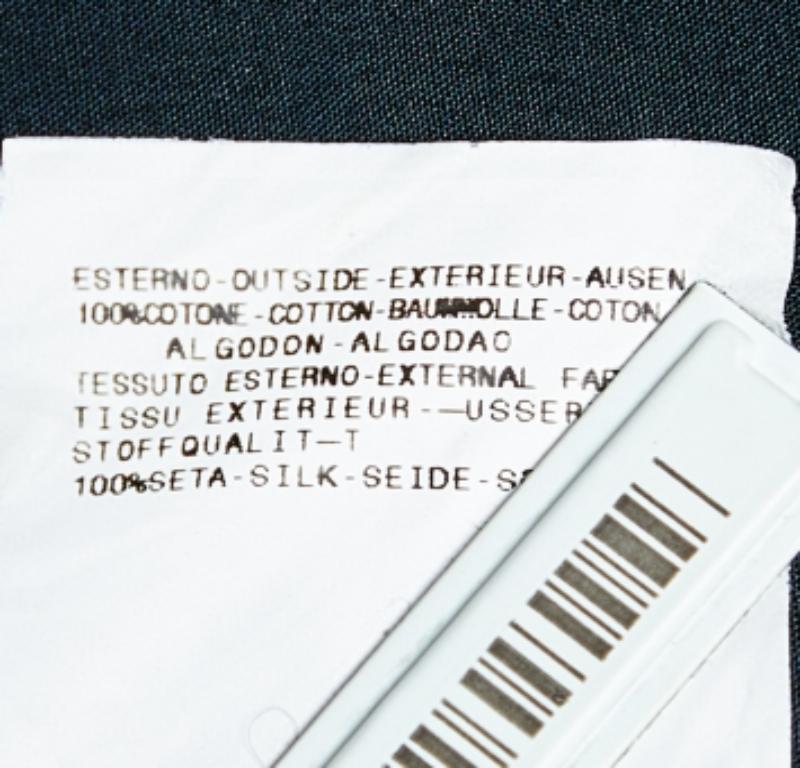 ESTERNO-OUTSIDE-EXTERIEUR-AUSEN
100%COTONE-COTTON-BAUMWOLLE-COTON
ALGODON-ALGODAO
TESSUTO ESTERNO-EXTERNAL
TISSU EXTERIEUR--—USSER
STOFFQUALIT—T
100%SETA-SILK-SEIDE-